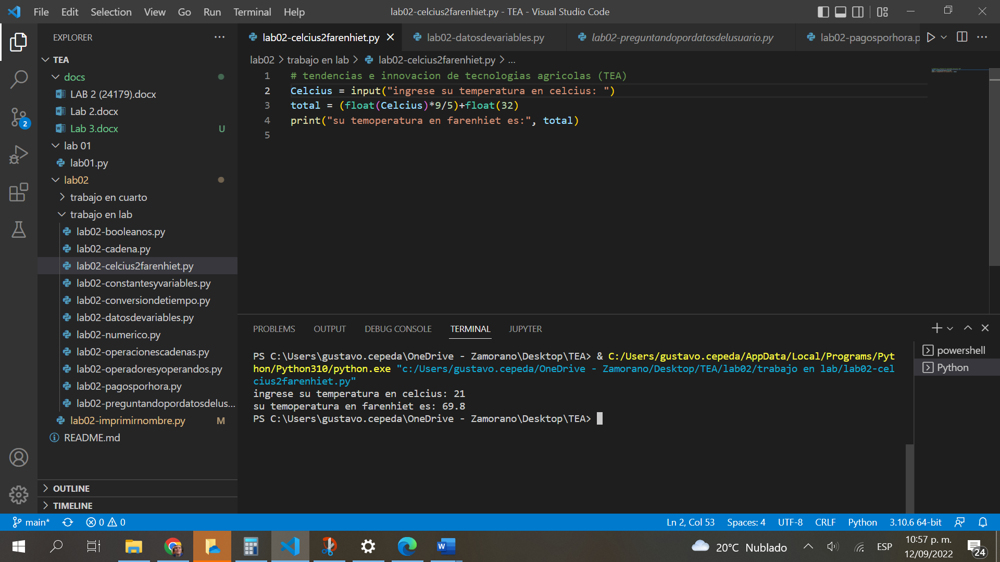 File Edit Selection View Go Run Terminal Help
lab02-celcius2farenhiet.py - TEA - Visual Studio Code
EXPLORER
TEA
docs
LAB 2 (24179).docx
Lab 2.docx
Lab 3.docx U
lab 01
lab01.py
lab02
trabajo en cuarto
trabajo en lab
lab02-booleanos.py
lab02-cadena.py
lab02-celcius2farenhiet.py
lab02-constantesyvariables.py
lab02-conversiondetiempo.py
lab02-datosdevariables.py
lab02-numerico.py
lab02-operacionescadenas.py
lab02-operadoresyoperandos.py
lab02-pagosporhora.py
lab02-preguntandopordatosdelus...
lab02-imprimirnombre.py M
README.md
OUTLINE
TIMELINE
2
lab02-celcius2farenhiet.py lab02-datosdevariables.py lab02-preguntandopordatosdelusuario.py lab02-pagosporhora.p
lab02 > trabajo en lab > lab02-celcius2farenhiet.py > ...
1 # tendencias e innovacion de tecnologias agricolas (TEA)
2 Celcius = input("ingrese su temperatura en celcius: ")
3 total = (float(Celcius)*9/5)+float(32)
4 print("su temoperatura en farenhiet es:", total)
5
PROBLEMS OUTPUT DEBUG CONSOLE TERMINAL JUPYTER
PS C:\Users\gustavo.cepeda\OneDrive - Zamorano\Desktop\TEA> & C:/Users/gustavo.cepeda/AppData/Local/Programs/Pyt
hon/Python310/python.exe "c:/Users/gustavo.cepeda/OneDrive - Zamorano/Desktop/TEA/lab02/trabajo en lab/lab02-cel
cius2farenhiet.py"
ingrese su temperatura en celcius: 21
su temoperatura en farenhiet es: 69.8
PS C:\Users\gustavo.cepeda\OneDrive - Zamorano\Desktop\TEA>
powershell
Python
main* 0 0 Ln 2, Col 53 Spaces: 4 UTF-8 CRLF Python 3.10.6 64-bit
20°C Nublado ESP
10:57 p. m.
12/09/2022
24